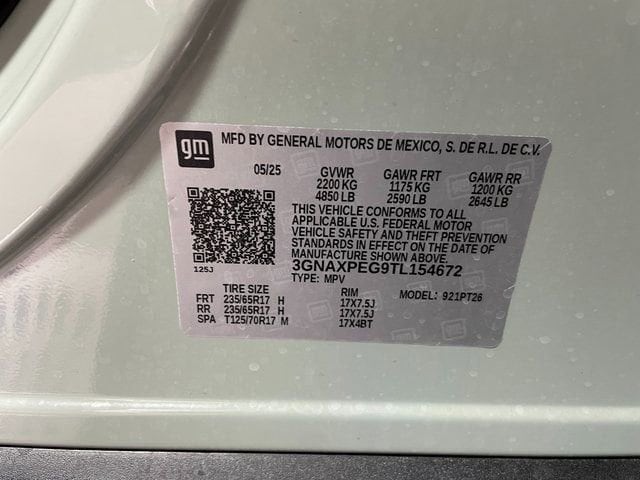 gm MFD BY GENERAL MOTORS DE MEXICO, S. DE R.L. DE C.V.
05/25 GVWR GAWR FRT GAWR RR
2200 KG 1175 KG 1200 KG
4850 LB 2590 LB 2645 LB
THIS VEHICLE CONFORMS TO ALL
APPLICABLE U.S. FEDERAL MOTOR
VEHICLE SAFETY AND THEFT PREVENTION
STANDARDS IN EFFECT ON THE DATE OF
MANUFACTURE SHOWN ABOVE.
125J 3GNAXPEG9TL154672
TYPE: MPV
TIRE SIZE RIM MODEL: 921PT26
FRT 235/65R17 H 17X7.5J
RR 235/65R17 H 17X7.5J
SPA T125/70R17 M 17X4BT